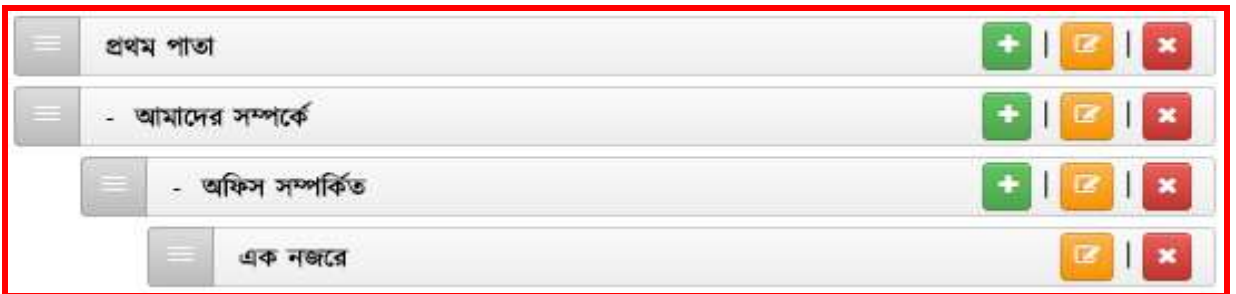 প্রথম পাতা
- আমাদের সম্পর্কে
- অফিস সম্পর্কিত
এক নজরে